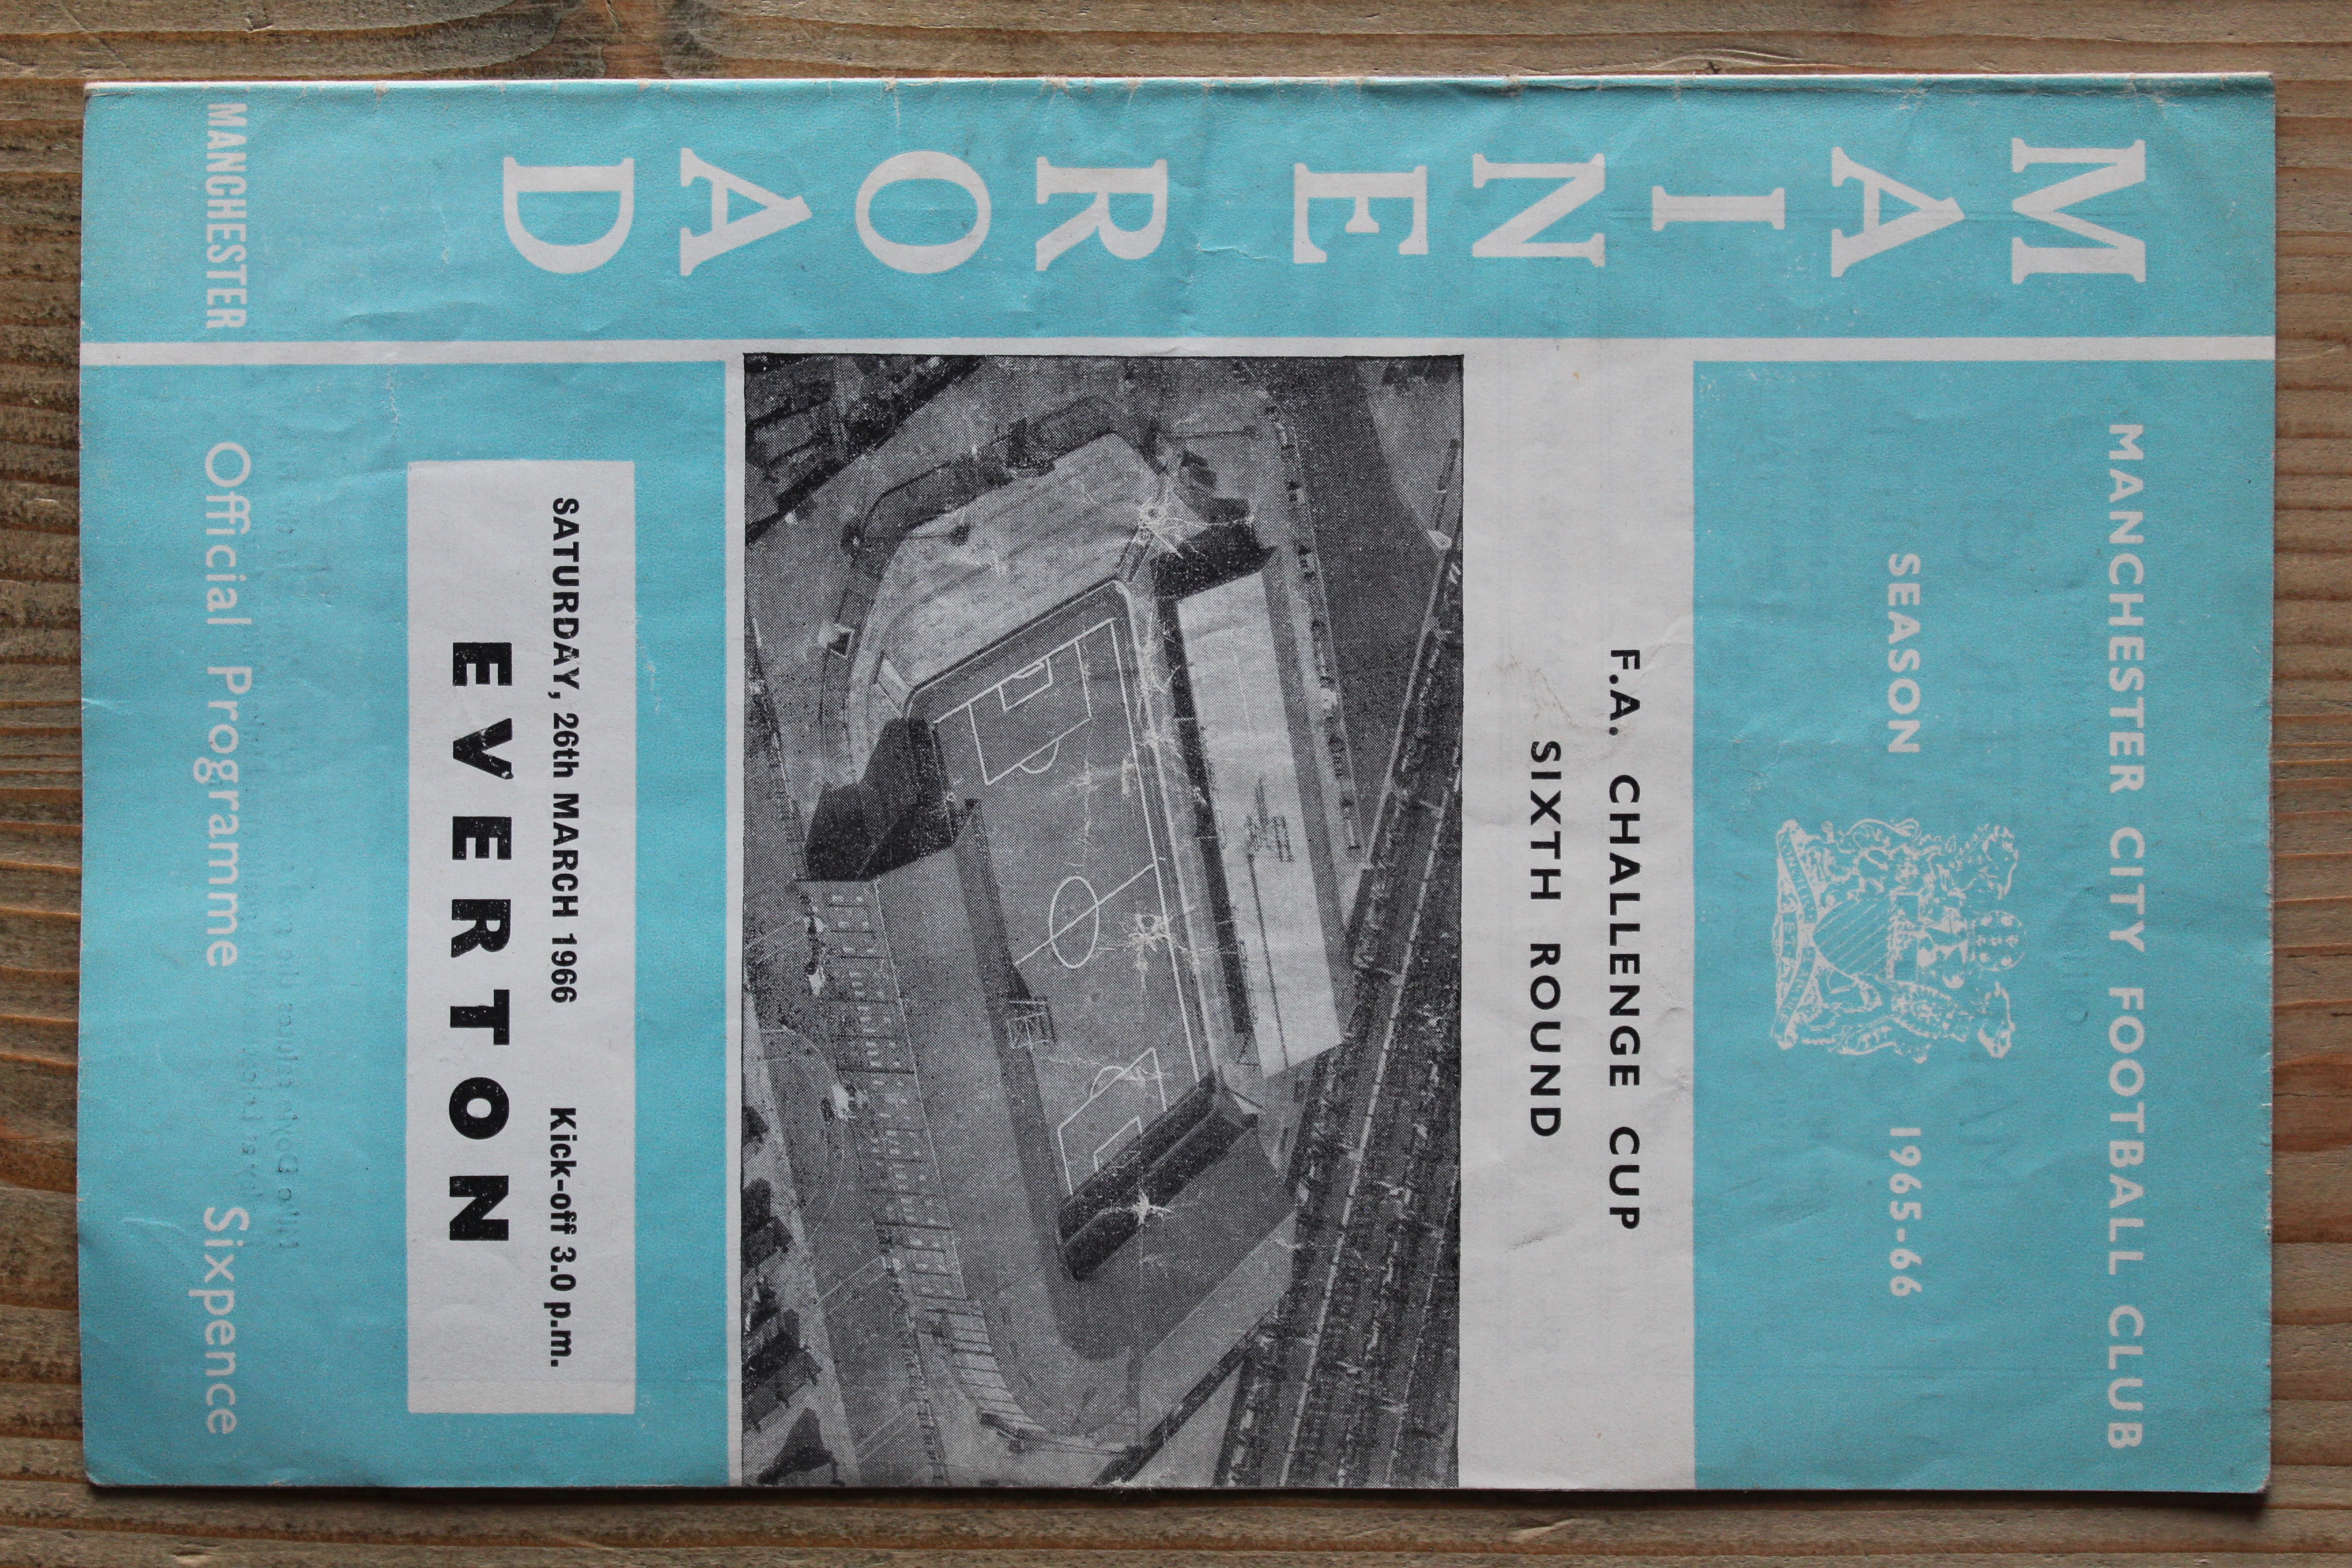 MAINE ROAD
MANCHESTER
MANCHESTER CITY FOOTBALL CLUB
SEASON 1965-66
F.A. CHALLENGE CUP
SIXTH ROUND
SATURDAY, 26th MARCH 1966 Kick-off 3.0 p.m.
EVERTON
Official Programme Sixpence